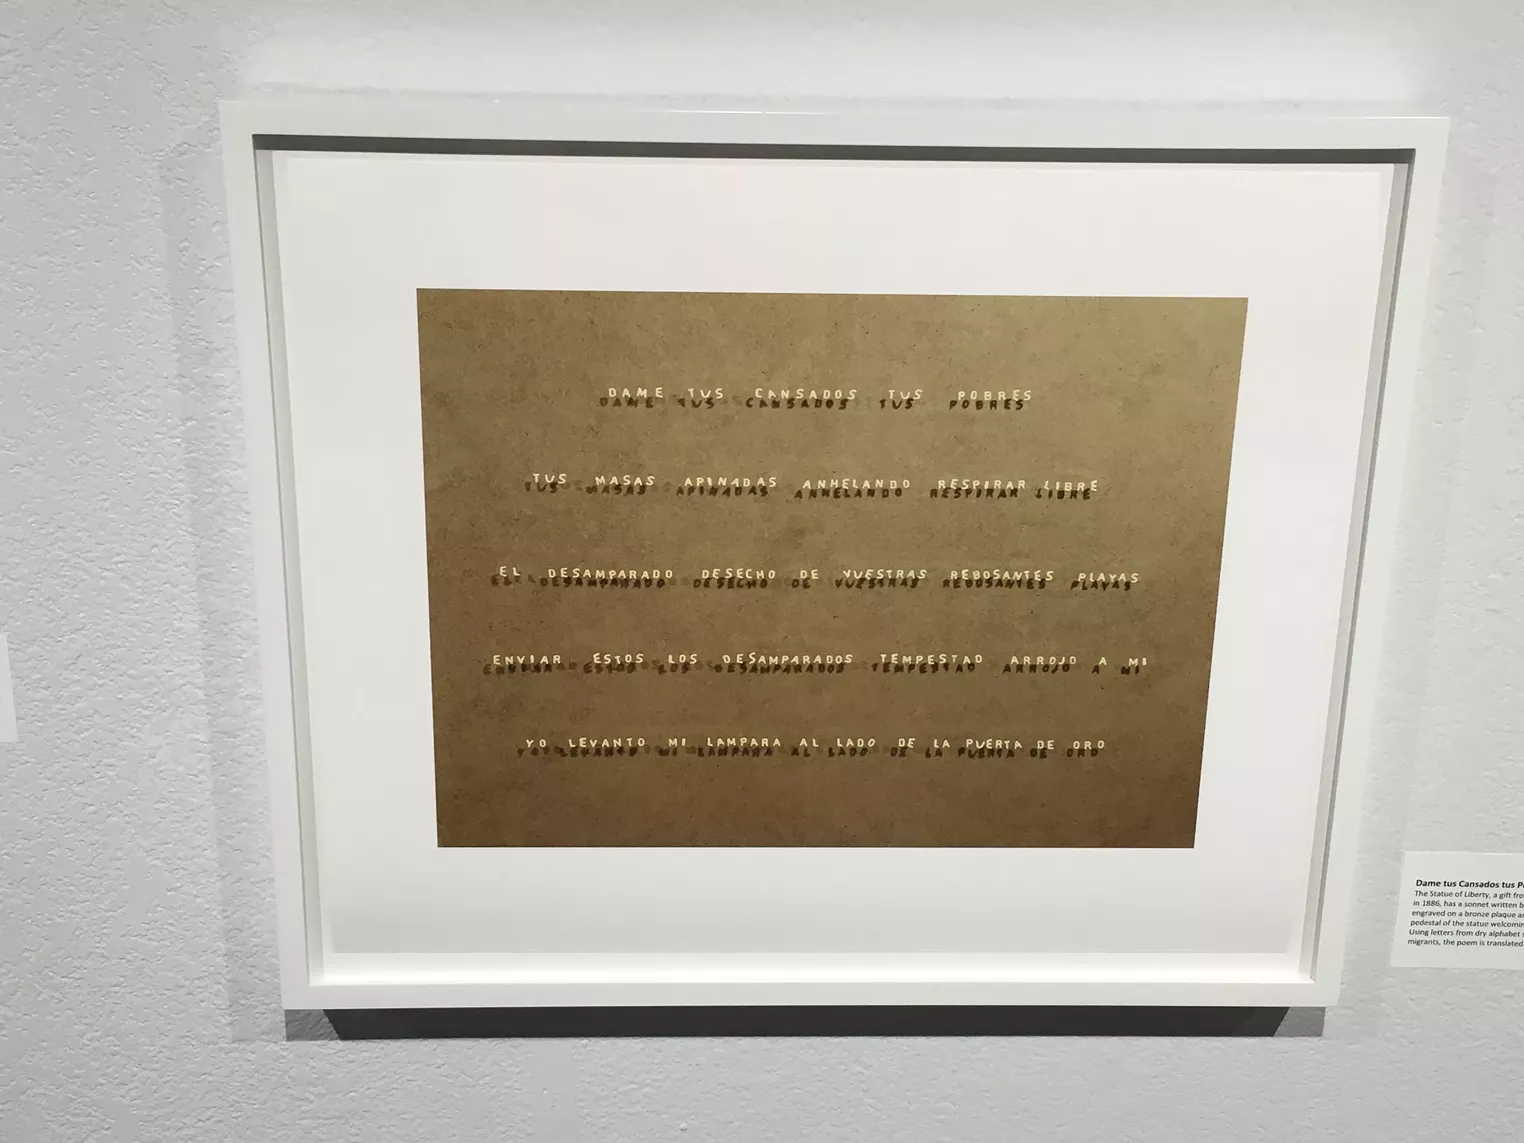 DAME TUS CANSADOS TUS POBRES
TUS MASAS APINADAS ANHELANDO RESPIRAR LIBRE
EL DESAMPARADO DESECHO DE VUESTRAS REBOSANTES PLAYAS
ENVIAR ESTOS LOS DESAMPARADOS TEMPESTAD ARROJO A MI
YO LEVANTO MI LAMPARA AL LADO DE LA PUERTA DE ORO
Dame tus Cansados tus
The Statue of Liberty, a gift
in 1886, has a sonnet written
engraved on a bronze plaque
pedestal of the statue
Using letters from dry alphabet
migrants, the poem is translated